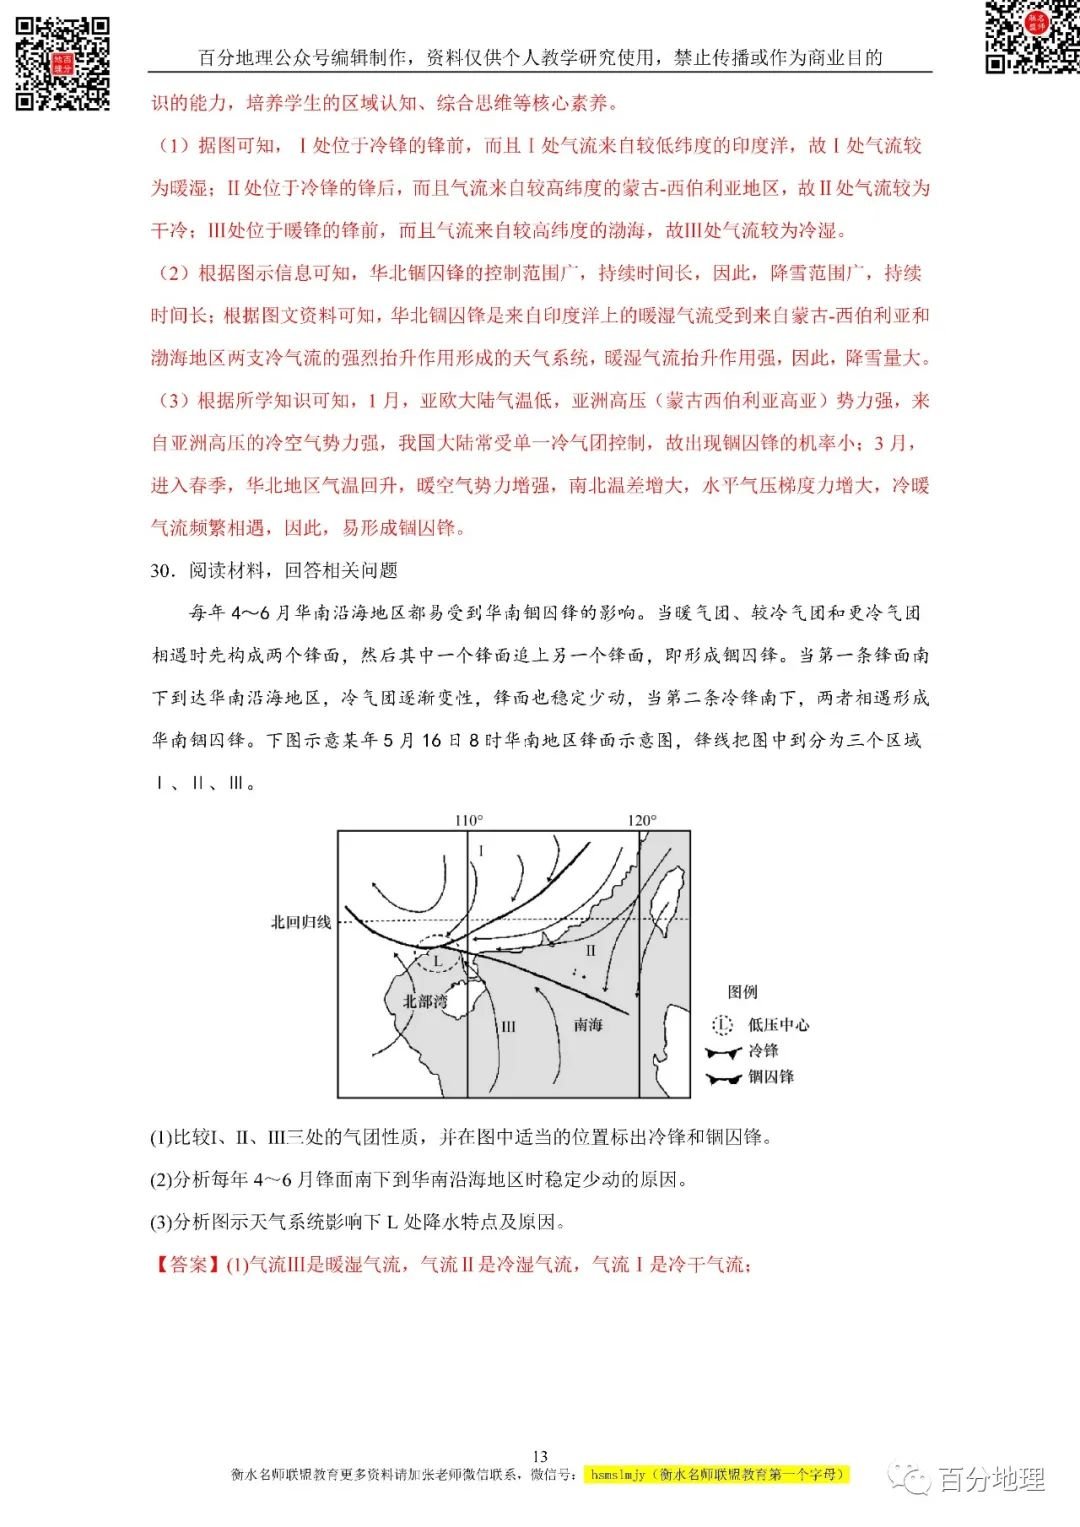 百分地理公众号编辑制作，资料仅供个人教学研究使用，禁止传播或作为商业目的
识的能力，培养学生的区域认知、综合思维等核心素养。
（1）据图可知，Ⅰ处位于冷锋的锋前，而且Ⅰ处气流来自较低纬度的印度洋，故Ⅰ处气流较
为暖湿；Ⅱ处位于冷锋的锋后，而且气流来自较高纬度的蒙古-西伯利亚地区，故Ⅱ处气流较为
干冷；Ⅲ处位于暖锋的锋前，而且气流来自较高纬度的渤海，故Ⅲ处气流较为冷湿。
（2）根据图示信息可知，华北锢囚锋的控制范围广，持续时间长，因此，降雪范围广，持续
时间长；根据图文资料可知，华北锢囚锋是来自印度洋上的暖湿气流受到来自蒙古-西伯利亚和
渤海地区两支冷气流的强烈抬升作用形成的天气系统，暖湿气流抬升作用强，因此，降雪量大。
（3）根据所学知识可知，1月，亚欧大陆气温低，亚洲高压（蒙古西伯利亚高亚）势力强，来
自亚洲高压的冷空气势力强，我国大陆常受单一冷气团控制，故出现锢囚锋的机率小；3月，
进入春季，华北地区气温回升，暖空气势力增强，南北温差增大，水平气压梯度力增大，冷暖
气流频繁相遇，因此，易形成锢囚锋。
30．阅读材料，回答相关问题
每年4～6月华南沿海地区都易受到华南锢囚锋的影响。当暖气团、较冷气团和更冷气团
相遇时先构成两个锋面，然后其中一个锋面追上另一个锋面，即形成锢囚锋。当第一条锋面南
下到达华南沿海地区，冷气团逐渐变性，锋面也稳定少动，当第二条冷锋南下，两者相遇形成
华南锢囚锋。下图示意某年5月16日8时华南地区锋面示意图，锋线把图中到分为三个区域
Ⅰ、Ⅱ、Ⅲ。
110°
120°
Ⅰ
北回归线
Ⅱ
L
北部湾
Ⅲ
南海
图例
L 低压中心
冷锋
锢囚锋
(1)比较Ⅰ、Ⅱ、Ⅲ三处的气团性质，并在图中适当的位置标出冷锋和锢囚锋。
(2)分析每年4～6月锋面南下到华南沿海地区时稳定少动的原因。
(3)分析图示天气系统影响下L处降水特点及原因。
【答案】(1)气流Ⅲ是暖湿气流，气流Ⅱ是冷湿气流，气流Ⅰ是冷干气流；
13
衡水名师联盟教育更多资料请加张老师微信联系，微信号：hsmslmjy（衡水名师联盟教育第一个字母）
百分地理